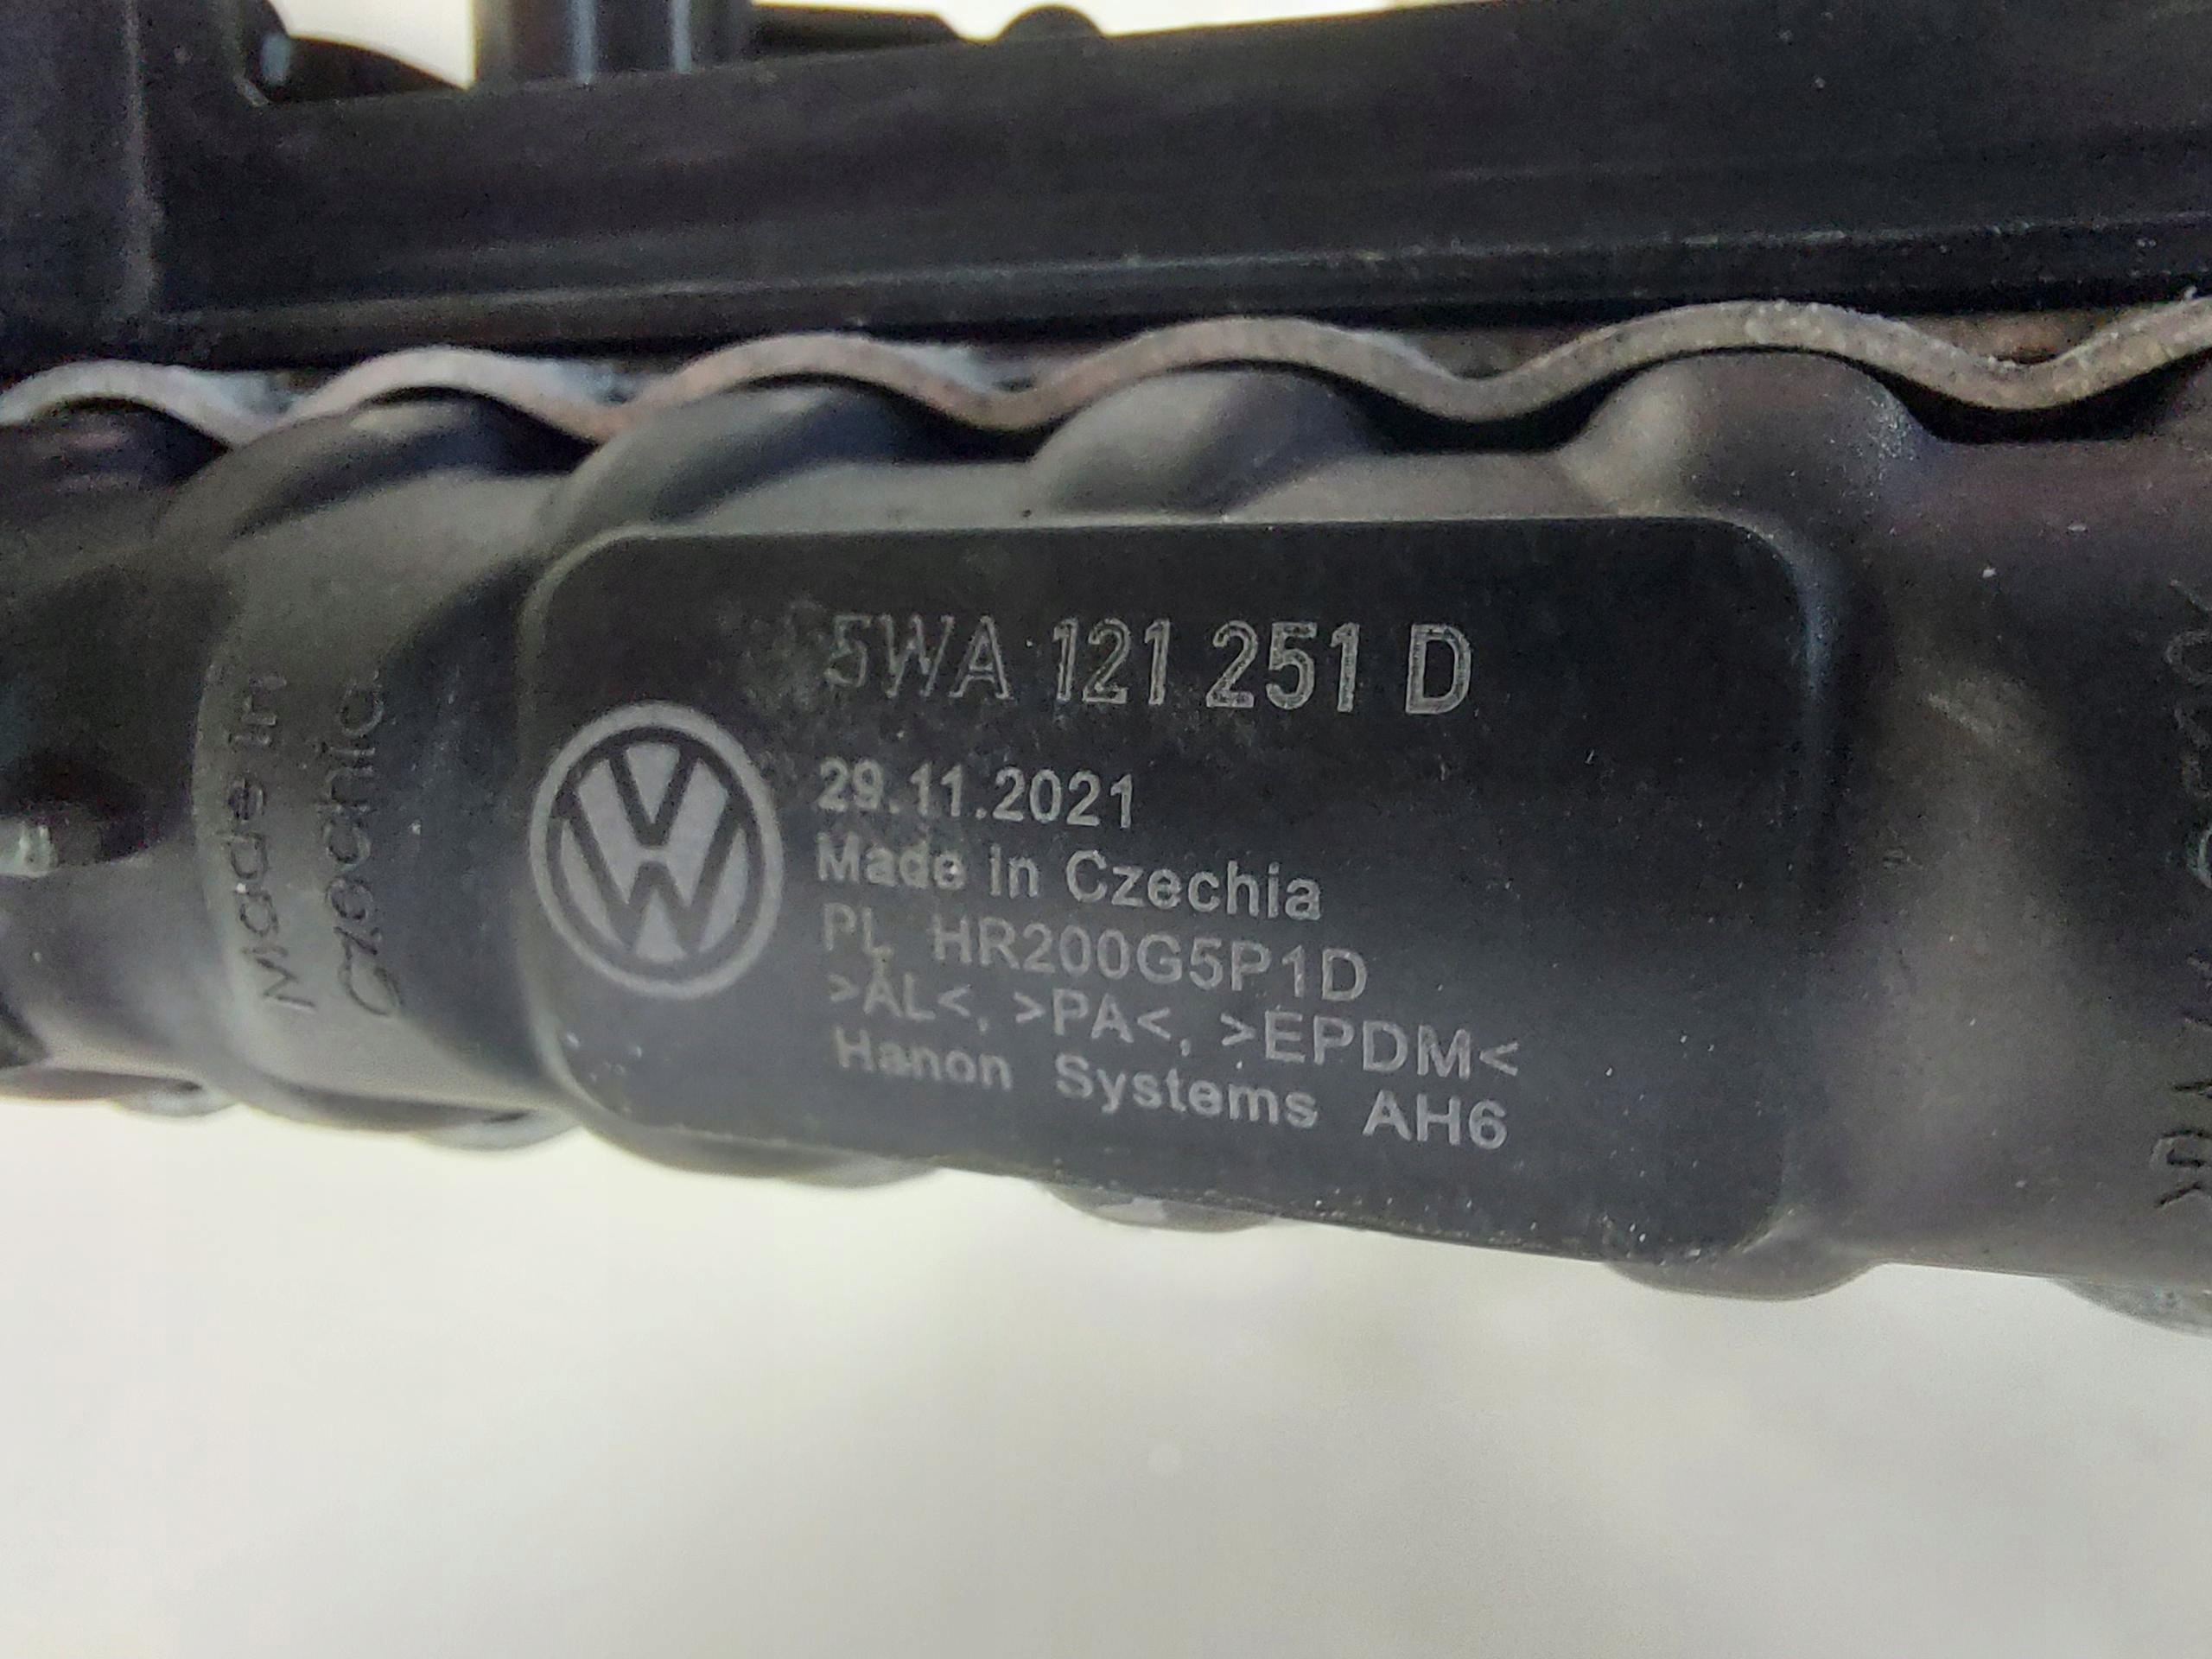 5WA 121 251 D
29.11.2021
Made in Czechia
PL HR200G5P1D
>AL<, >PA<, >EPDM<
Hanon Systems AH6
Made in
Czechia